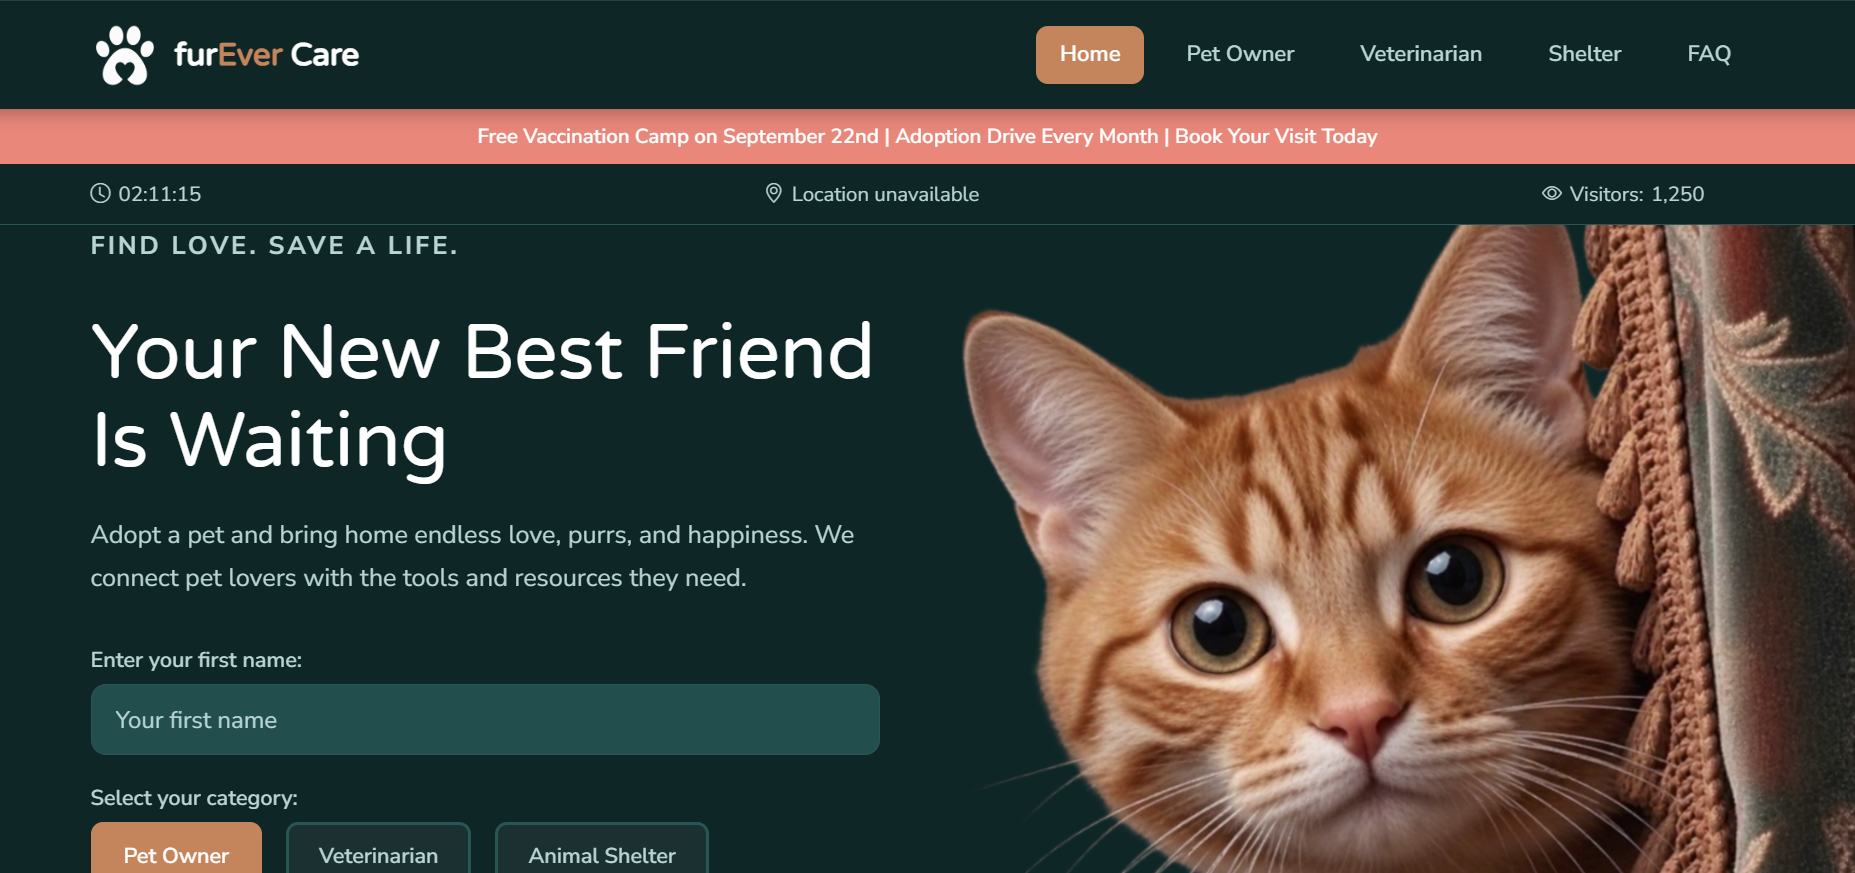 furEver Care
Home
Pet Owner
Veterinarian
Shelter
FAQ
Free Vaccination Camp on September 22nd | Adoption Drive Every Month | Book Your Visit Today
02:11:15
Location unavailable
Visitors: 1,250
FIND LOVE. SAVE A LIFE.
Your New Best Friend
Is Waiting
Adopt a pet and bring home endless love, purrs, and happiness. We
connect pet lovers with the tools and resources they need.
Enter your first name:
Your first name
Select your category:
Pet Owner
Veterinarian
Animal Shelter